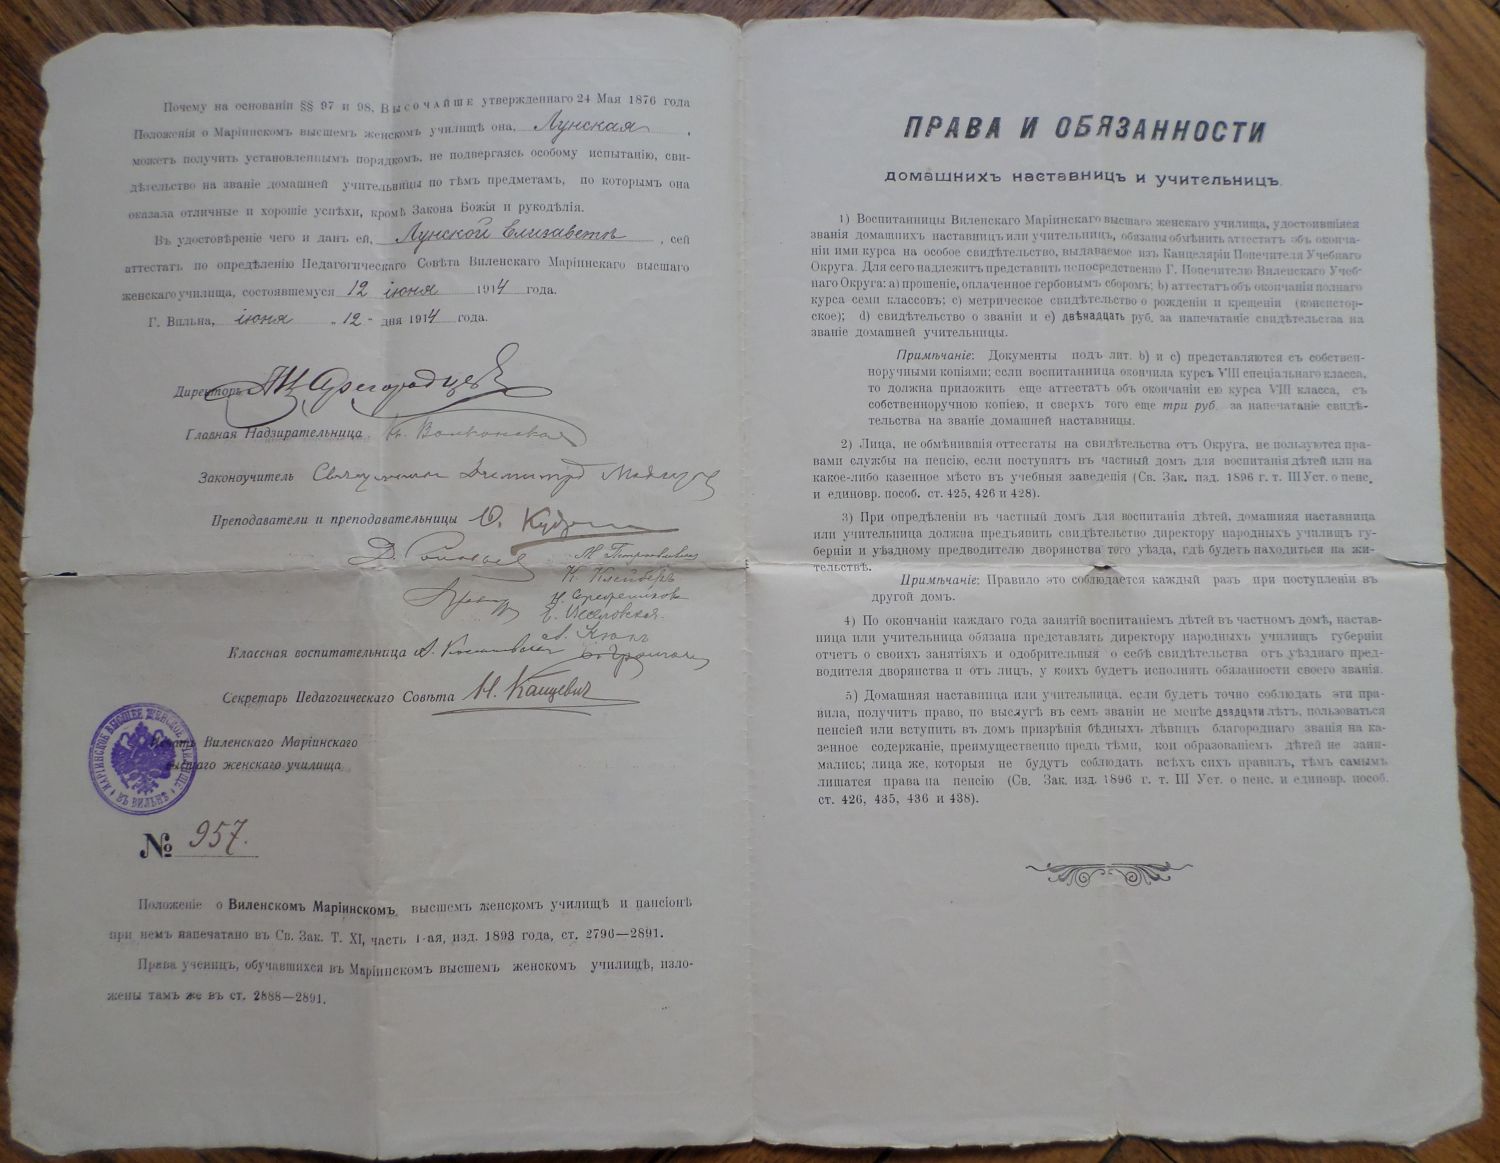 Почему на основаніи §§ 97 и 98, Высочайше утвержденнаго 24 Мая 1876 года
Положенія о Маріинскомъ высшемъ женскомъ училищѣ она, Лунская,
можетъ получить установленнымъ порядкомъ, не подвергаясь особому испытанію, сви-
дѣтельство на званіе домашней учительницы по тѣмъ предметамъ, по которымъ она
оказала отличные и хорошіе успѣхи, кромѣ Закона Божія и рукодѣлія.
Въ удостовѣреніе чего и данъ ей, Лунской Елизаветѣ, сей
аттестатъ по опредѣленію Педагогическаго Совѣта Виленскаго Маріинскаго высшаго
женскаго училища, состоявшемуся 12 іюня 1914 года.
Г. Вильна, іюня „12 - дня 1914 года.
Директоръ
Главная Надзирательница
Законоучитель Священникъ Димитрій
Преподаватели и преподавательницы
К. Клейберъ
Классная воспитательница
Секретарь Педагогическаго Совѣта
Печать Виленскаго Маріинскаго
высшаго женскаго училища
МАРІИНСКОЕ ВЫСШЕЕ ЖЕНСКОЕ УЧИЛИЩЕ ВЪ ВИЛЬНѢ
№ 957.
Положеніе о Виленскомъ Маріинскомъ высшемъ женскомъ училищѣ и пансіонѣ
при немъ напечатано въ Св. Зак. Т. XI, часть 1-ая, изд. 1893 года, ст. 2796—2891.
Права ученицъ, обучавшихся въ Маріинскомъ высшемъ женскомъ училищѣ, изло-
жены тамъ же въ ст. 2888—2891.
ПРАВА И ОБЯЗАННОСТИ
домашнихъ наставницъ и учительницъ.
1) Воспитанницы Виленскаго Маріинскаго высшаго женскаго училища, удостоившіяся
званія домашнихъ наставницъ или учительницъ, обязаны обмѣнить аттестатъ объ оконча-
ніи ими курса на особое свидѣтельство, выдаваемое изъ Канцеляріи Попечителя Учебнаго
Округа. Для сего надлежитъ представить непосредственно Г. Попечителю Виленскаго Учеб-
наго Округа: a) прошеніе, оплаченное гербовымъ сборомъ; b) аттестатъ объ окончаніи полнаго
курса семи классовъ; c) метрическое свидѣтельство о рожденіи и крещеніи (консистор-
ское); d) свидѣтельство о званіи и e) двѣнадцать руб. за напечатаніе свидѣтельства на
званіе домашней учительницы.
Примѣчаніе: Документы подъ лит. b) и c) представляются съ собствен-
норучными копіями; если воспитанница окончила курсъ VIII спеціальнаго класса,
то должна приложить еще аттестатъ объ окончаніи ею курса VIII класса, съ
собственноручною копіею, и сверхъ того еще три руб. за напечатаніе свидѣ-
тельства на званіе домашней наставницы.
2) Лица, не обменившія оттестаты на свидѣтельства отъ Округа, не пользуются пра-
вами службы на пенсію, если поступятъ въ частный домъ для воспитанія дѣтей или на
какое-либо казенное мѣсто въ учебныя заведенія (Св. Зак. изд. 1896 г. т. III Уст. о пенс.
и единовр. пособ. ст. 425, 426 и 428).
3) При опредѣленіи въ частный домъ для воспитанія дѣтей, домашняя наставница
или учительница должна предъявить свидѣтельство директору народныхъ училищъ гу-
берніи и уѣздному предводителю дворянства того уѣзда, гдѣ будетъ находиться на жи-
тельствѣ.
Примѣчаніе: Правило это соблюдается каждый разъ при поступленіи въ
другой домъ.
4) По окончаніи каждаго года занятій воспитаніемъ дѣтей въ частномъ домѣ, настав-
ница или учительница обязана представлять директору народныхъ училищъ губерніи
отчетъ о своихъ занятіяхъ и одобрительныя о себѣ свидѣтельства отъ уѣзднаго пред-
водителя дворянства и отъ лицъ, у коихъ будетъ исполнять обязанности своего званія.
5) Домашняя наставница или учительница, если будетъ точно соблюдать эти пра-
вила, получитъ право, по выслугѣ въ семъ званіи не менѣе двадцати лѣтъ, пользоваться
пенсіей или вступить въ домъ призрѣнія бѣдныхъ дѣвицъ благороднаго званія на ка-
зенное содержаніе, преимущественно предъ тѣми, кои образованіемъ дѣтей не зани-
мались; лица же, которыя не будутъ соблюдать всѣхъ сихъ правилъ, тѣмъ самымъ
лишатся права на пенсію (Св. Зак. изд. 1896 г. т. III Уст. о пенс. и единовр. пособ.
ст. 426, 435, 436 и 438).